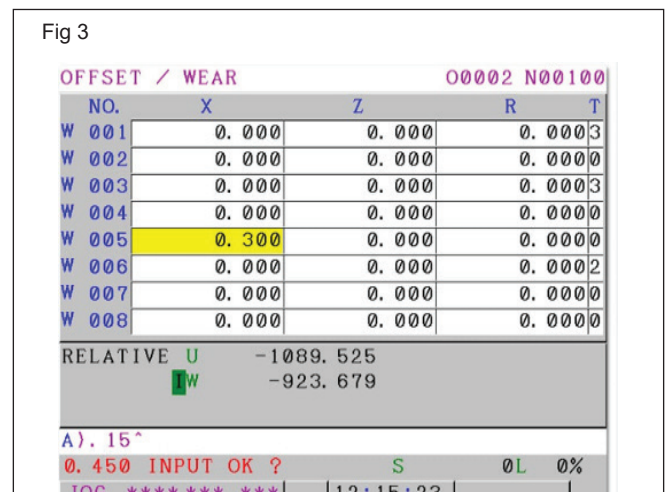 Fig 3
OFFSET / WEAR O0002 N00100
NO. X Z R T
W 001 0.000 0.000 0.000 3
W 002 0.000 0.000 0.000 0
W 003 0.000 0.000 0.000 3
W 004 0.000 0.000 0.000 0
W 005 0.300 0.000 0.000 0
W 006 0.000 0.000 0.000 2
W 007 0.000 0.000 0.000 0
W 008 0.000 0.000 0.000 0
RELATIVE U -1089.525
IW -923.679
A).15^
0.450 INPUT OK ? S 0L 0%
JOG **** *** *** 12:15:23